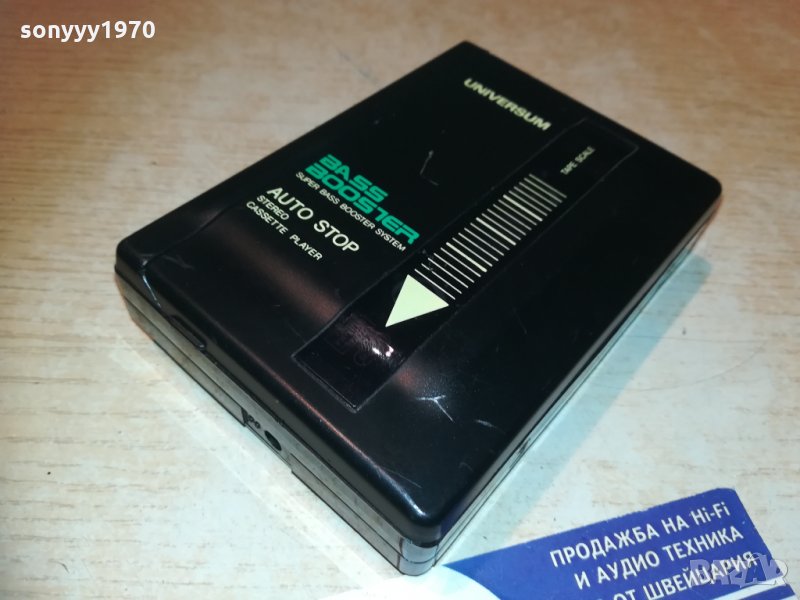 sonyyy1970
UNIVERSUM
TAPE SCALE
BASS
BOOSTER
SUPER BASS BOOSTER SYSTEM
AUTO STOP
STEREO
CASSETTE PLAYER
ПРОДАЖБА НА Hi-Fi
И АУДИО ТЕХНИКА
ОТ ШВЕЙЦАРИЯ
BAZAR